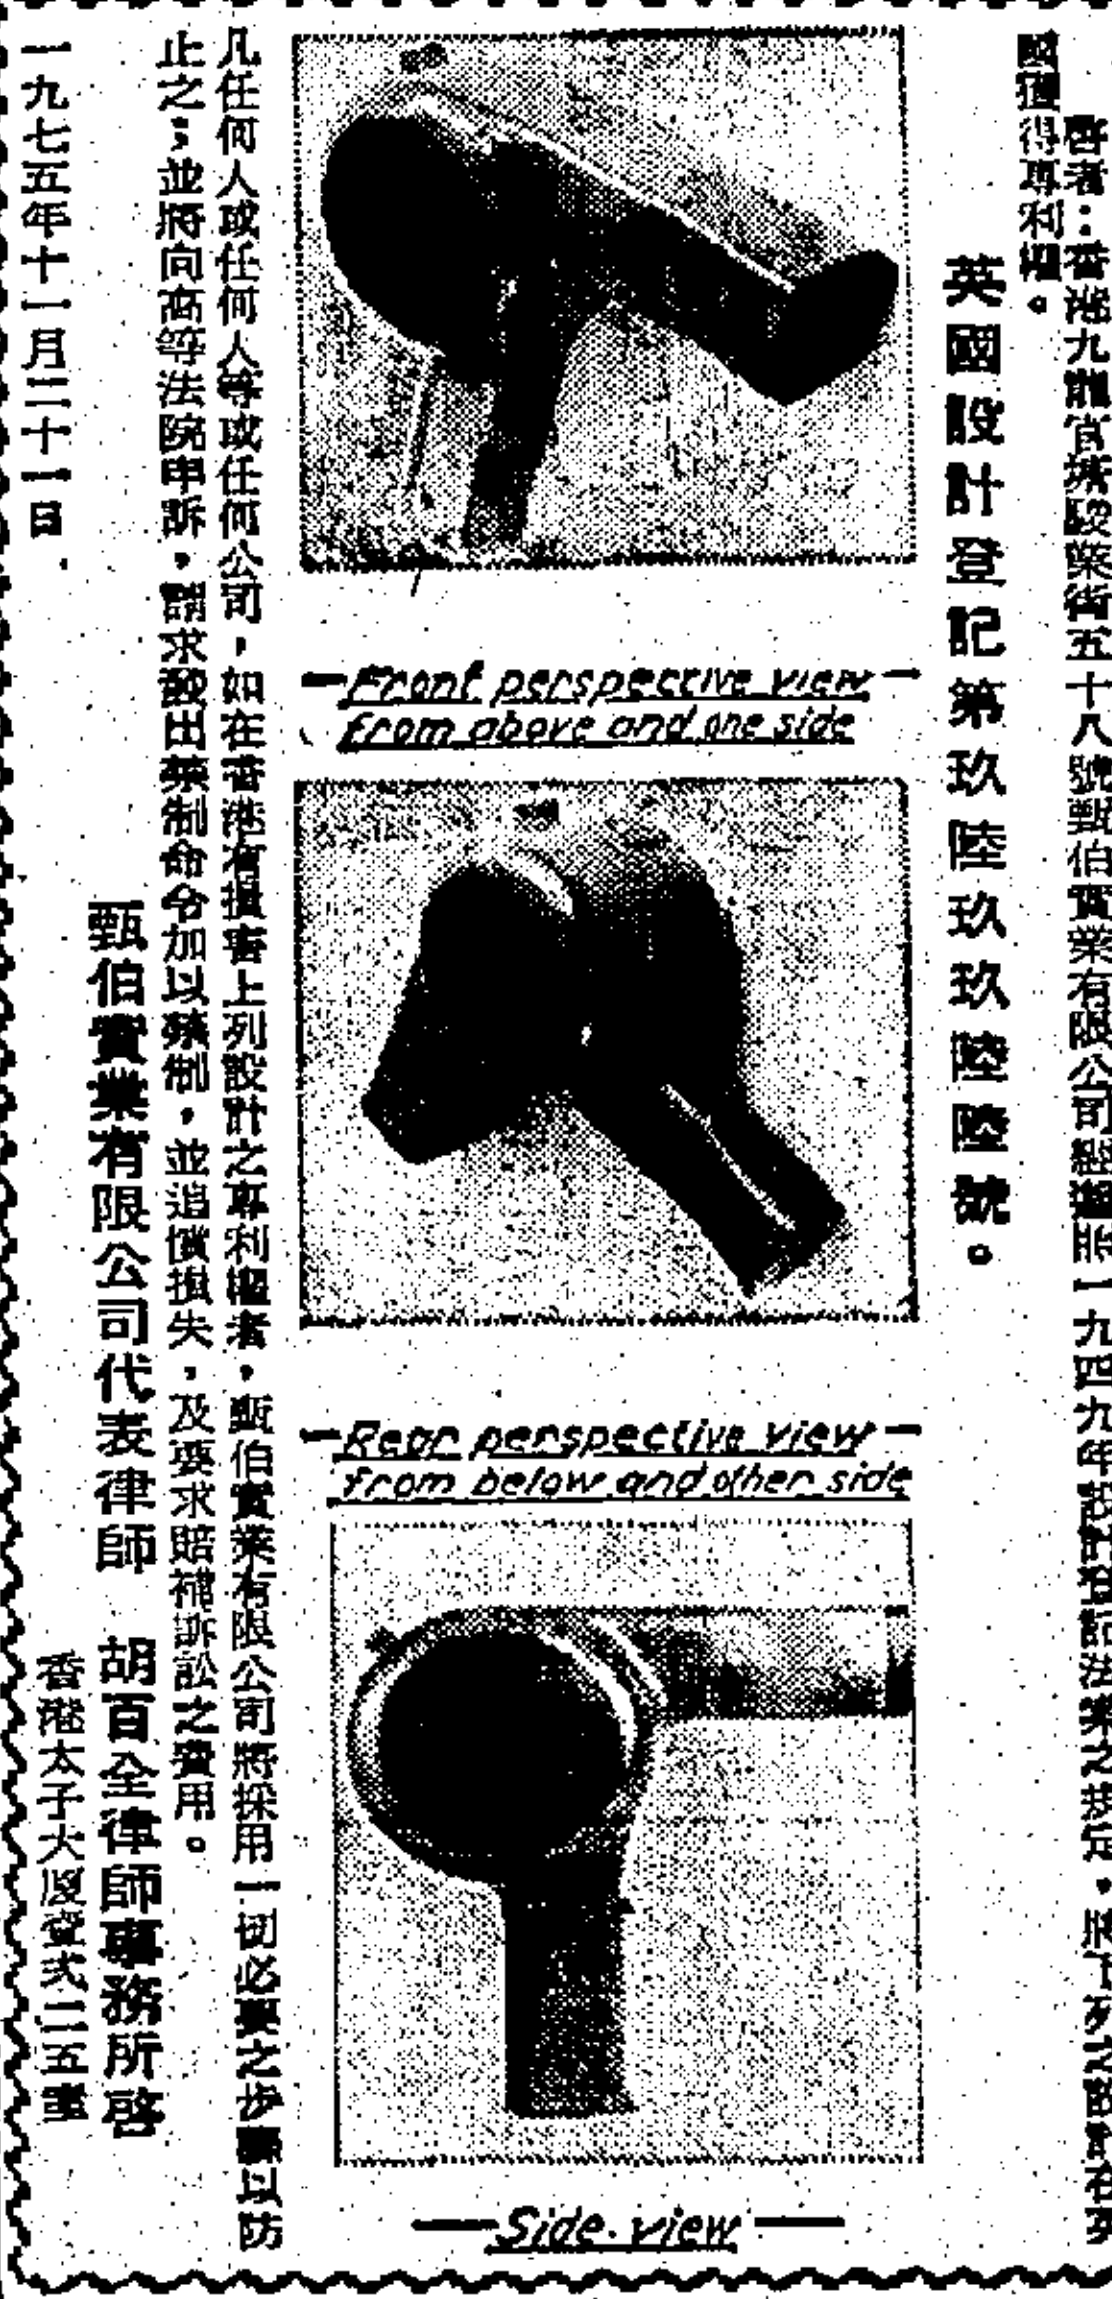 啓者：香港九龍官塘駿業街五十八號甄伯實業有限公司經遵照一九四九年設計登記法案之規定，將下列之設計在英
國獲得專利權。
英國設計登記第玖陸玖玖陸陸號。
Front perspective view
from above and one side
Rear perspective view
from below and other side
Side view
凡任何人或任何人等或任何公司，如在香港有損害上列設計之專利權者，甄伯實業有限公司將採用一切必要之步驟以防
止之；並將向高等法院申訴，請求發出禁制命令加以禁制，並追償損失，及要求賠補訴訟之費用。
甄伯實業有限公司代表律師 胡百全律師事務所啓
香港太子大廈壹弍二五室
一九七五年十一月二十一日